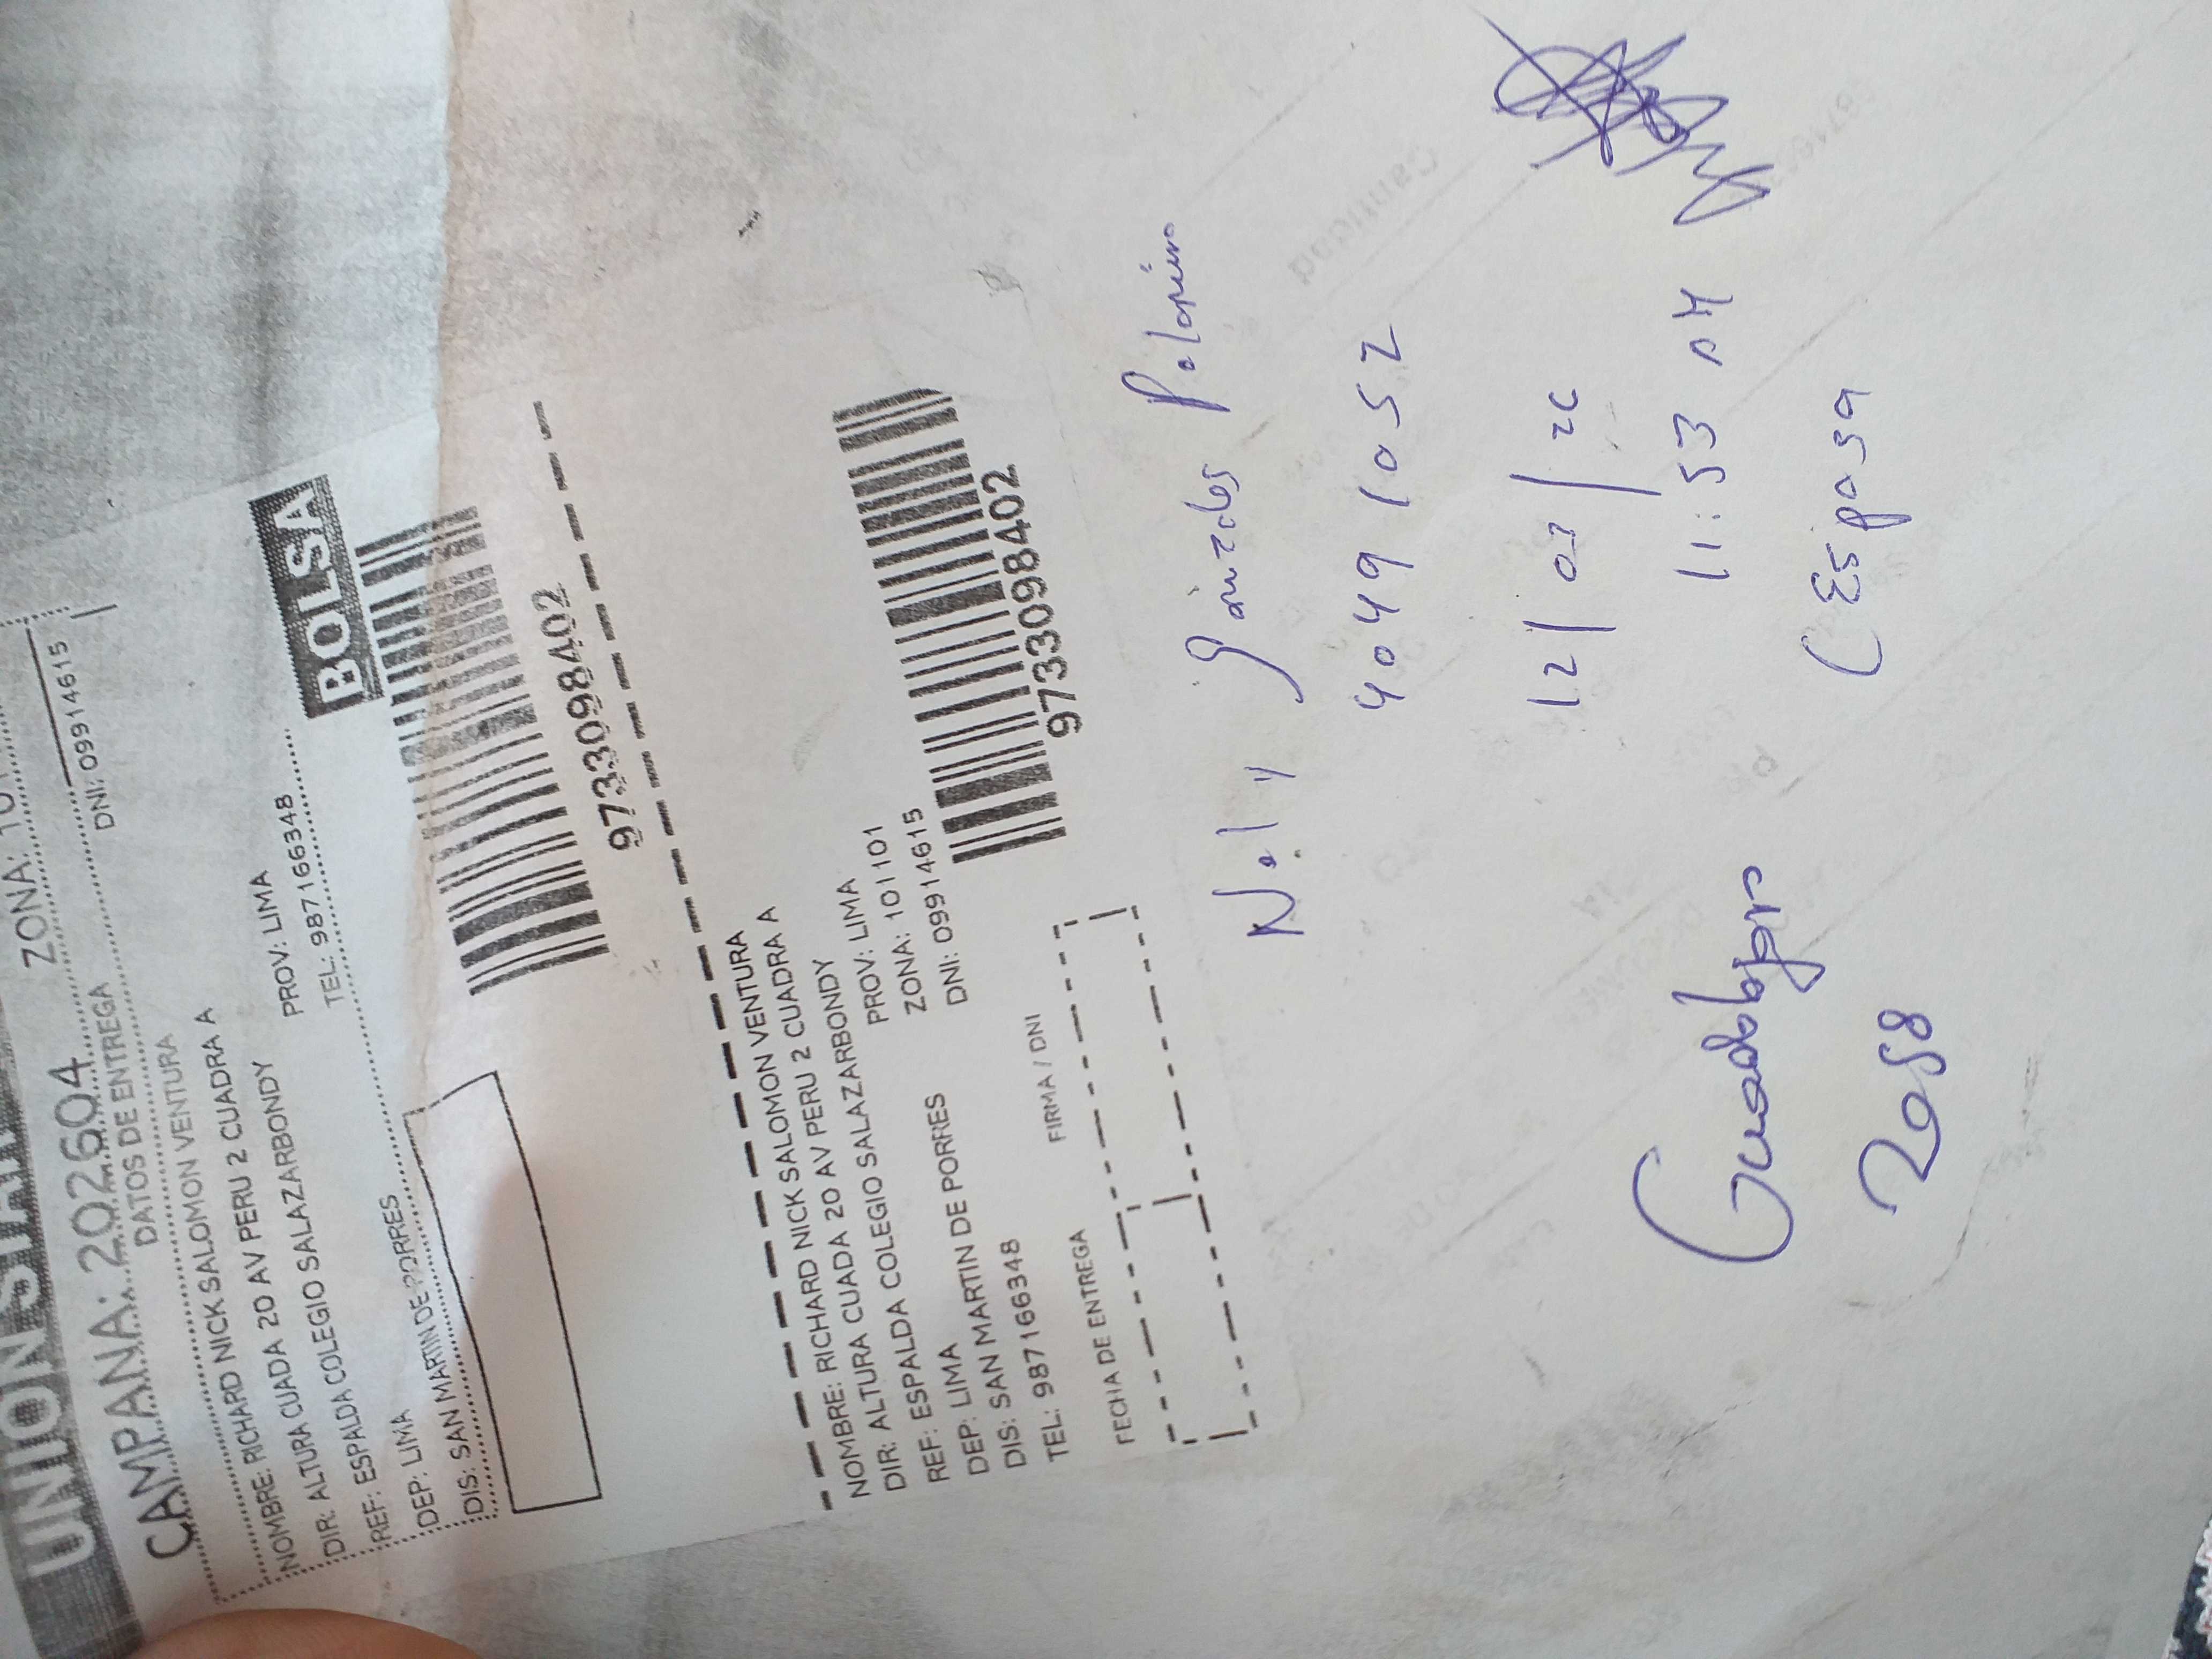 UNION STAR
ZONA: 10
CAMPAÑA: 202604
DATOS DE ENTREGA
DNI: 09914615
NOMBRE: RICHARD NICK SALOMON VENTURA
DIR: ALTURA CUADA 20 AV PERU 2 CUADRA A
REF: ESPALDA COLEGIO SALAZARBONDY
DEP: LIMA PROV: LIMA
DIS: SAN MARTIN DE PORRES TEL: 987166348
BOLSA
9733098402
NOMBRE: RICHARD NICK SALOMON VENTURA
DIR: ALTURA CUADA 20 AV PERU 2 CUADRA A
REF: ESPALDA COLEGIO SALAZARBONDY
DEP: LIMA PROV: LIMA
DIS: SAN MARTIN DE PORRES ZONA: 101101
TEL: 987166348 DNI: 09914615
9733098402
FECHA DE ENTREGA FIRMA / DNI
Nely
40491052
12/03/26
11:53 AM
(Esposa
2058